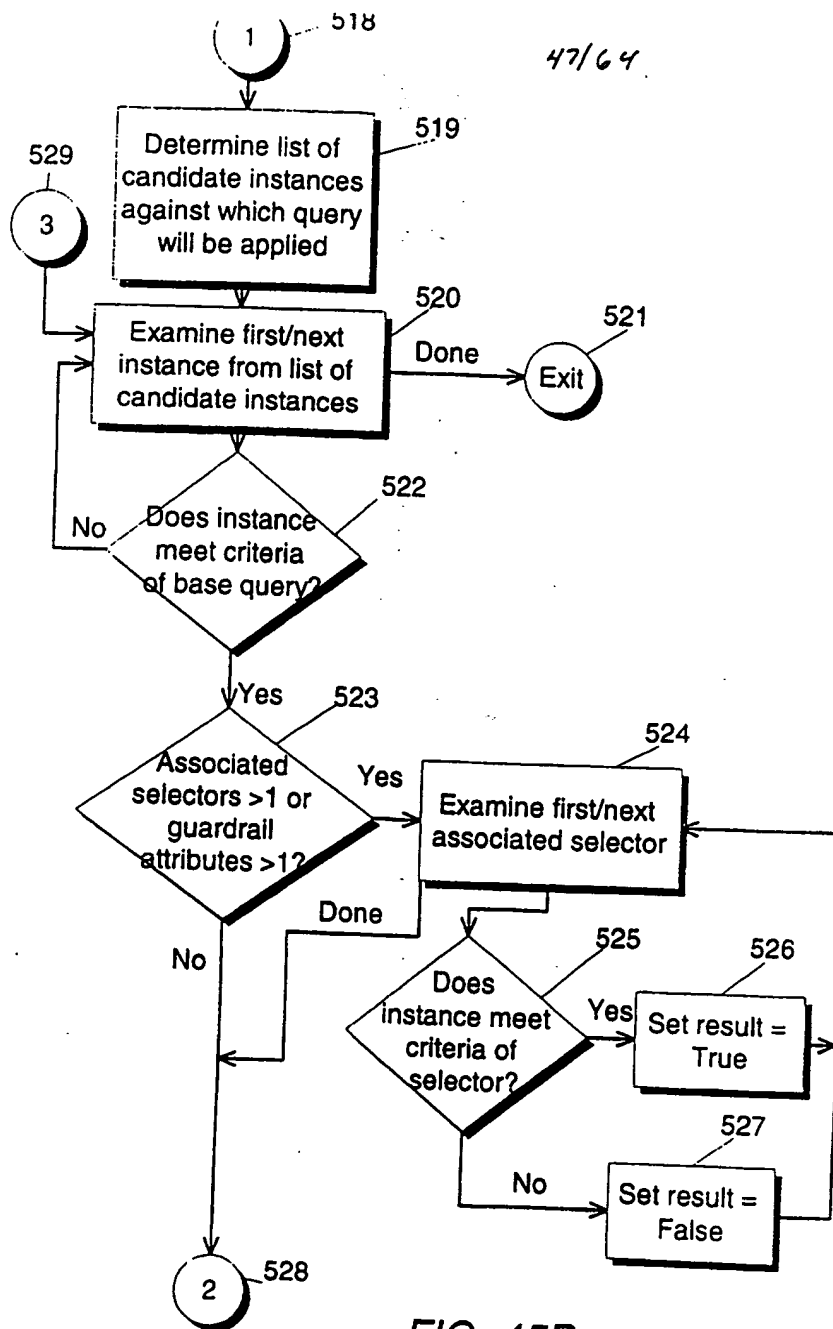 1
518
47/64
519
Determine list of
candidate instances
against which query
will be applied
529
3
520
Examine first/next
instance from list of
candidate instances
Done
521
Exit
522
No
Does instance
meet criteria
of base query?
Yes
523
Associated
selectors >1 or
guardrail
attributes >1?
Yes
524
Examine first/next
associated selector
Done
No
525
Does
instance meet
criteria of
selector?
Yes
526
Set result =
True
527
No
Set result =
False
2
528